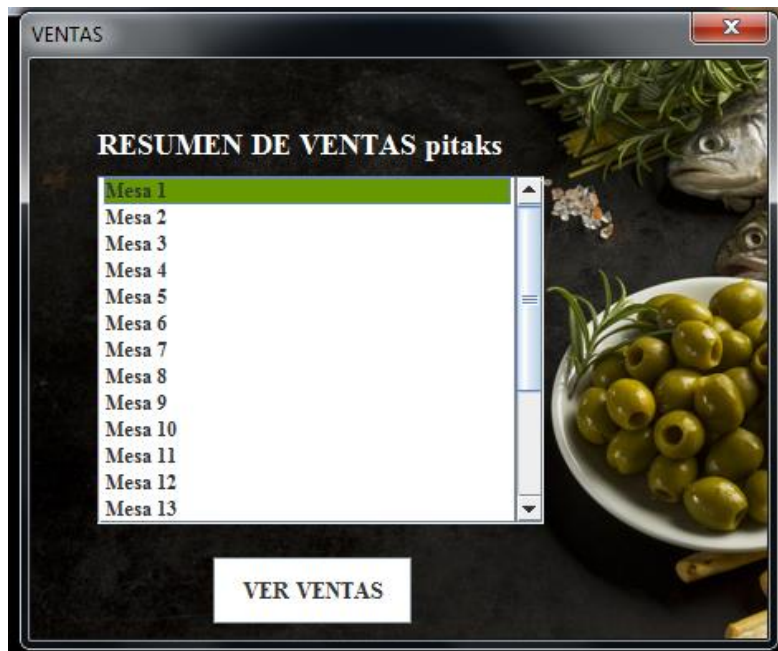 VENTAS
RESUMEN DE VENTAS pitaks
Mesa 1
Mesa 2
Mesa 3
Mesa 4
Mesa 5
Mesa 6
Mesa 7
Mesa 8
Mesa 9
Mesa 10
Mesa 11
Mesa 12
Mesa 13
VER VENTAS